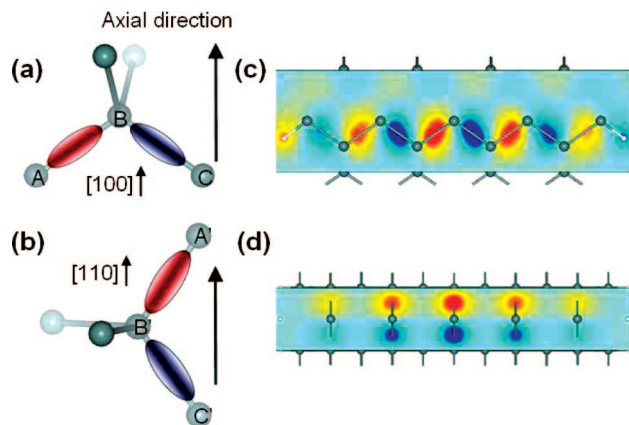 Axial direction
(a)
B
A
C
[100]
(c)
(b)
A'
[110]
B'
C'
(d)